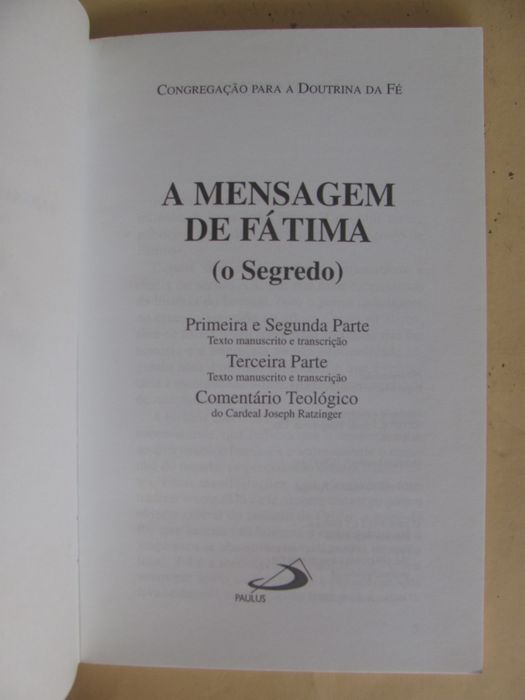 CONGREGAÇÃO PARA A DOUTRINA DA FÉ
A MENSAGEM
DE FÁTIMA
(o Segredo)
Primeira e Segunda Parte
Texto manuscrito e transcrição
Terceira Parte
Texto manuscrito e transcrição
Comentário Teológico
do Cardeal Joseph Ratzinger
PAULUS